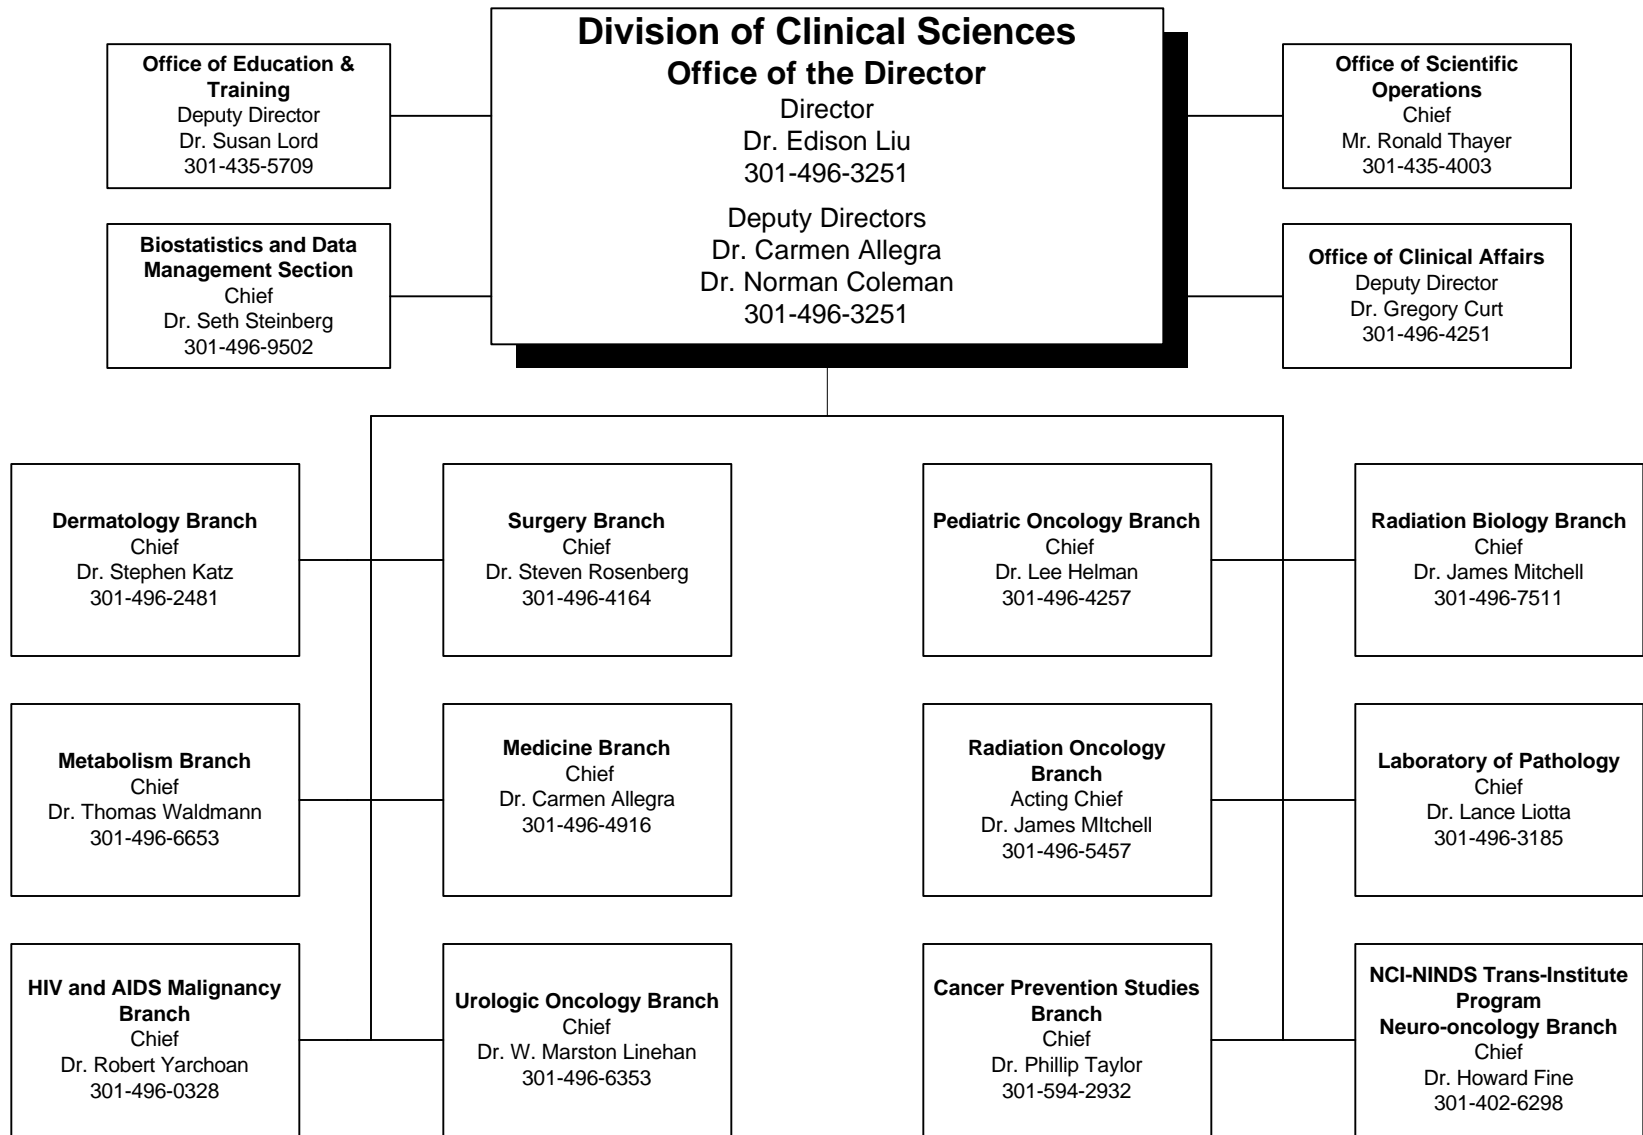 Division of Clinical Sciences
Office of the Director
Director
Dr. Edison Liu
301-496-3251
Deputy Directors
Dr. Carmen Allegra
Dr. Norman Coleman
301-496-3251
Office of Education &
Training
Deputy Director
Dr. Susan Lord
301-435-5709
Office of Scientific
Operations
Chief
Mr. Ronald Thayer
301-435-4003
Biostatistics and Data
Management Section
Chief
Dr. Seth Steinberg
301-496-9502
Office of Clinical Affairs
Deputy Director
Dr. Gregory Curt
301-496-4251
Dermatology Branch
Chief
Dr. Stephen Katz
301-496-2481
Surgery Branch
Chief
Dr. Steven Rosenberg
301-496-4164
Pediatric Oncology Branch
Chief
Dr. Lee Helman
301-496-4257
Radiation Biology Branch
Chief
Dr. James Mitchell
301-496-7511
Metabolism Branch
Chief
Dr. Thomas Waldmann
301-496-6653
Medicine Branch
Chief
Dr. Carmen Allegra
301-496-4916
Radiation Oncology
Branch
Acting Chief
Dr. James MItchell
301-496-5457
Laboratory of Pathology
Chief
Dr. Lance Liotta
301-496-3185
HIV and AIDS Malignancy
Branch
Chief
Dr. Robert Yarchoan
301-496-0328
Urologic Oncology Branch
Chief
Dr. W. Marston Linehan
301-496-6353
Cancer Prevention Studies
Branch
Chief
Dr. Phillip Taylor
301-594-2932
NCI-NINDS Trans-Institute
Program
Neuro-oncology Branch
Chief
Dr. Howard Fine
301-402-6298